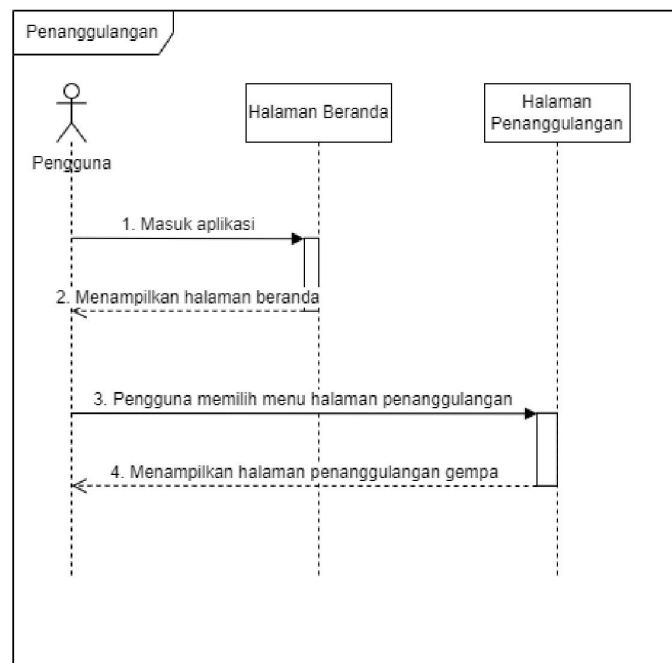 Penanggulangan
Pengguna
Halaman Beranda
Halaman
Penanggulangan
1. Masuk aplikasi
2. Menampilkan halaman beranda
3. Pengguna memilih menu halaman penanggulangan
4. Menampilkan halaman penanggulangan gempa